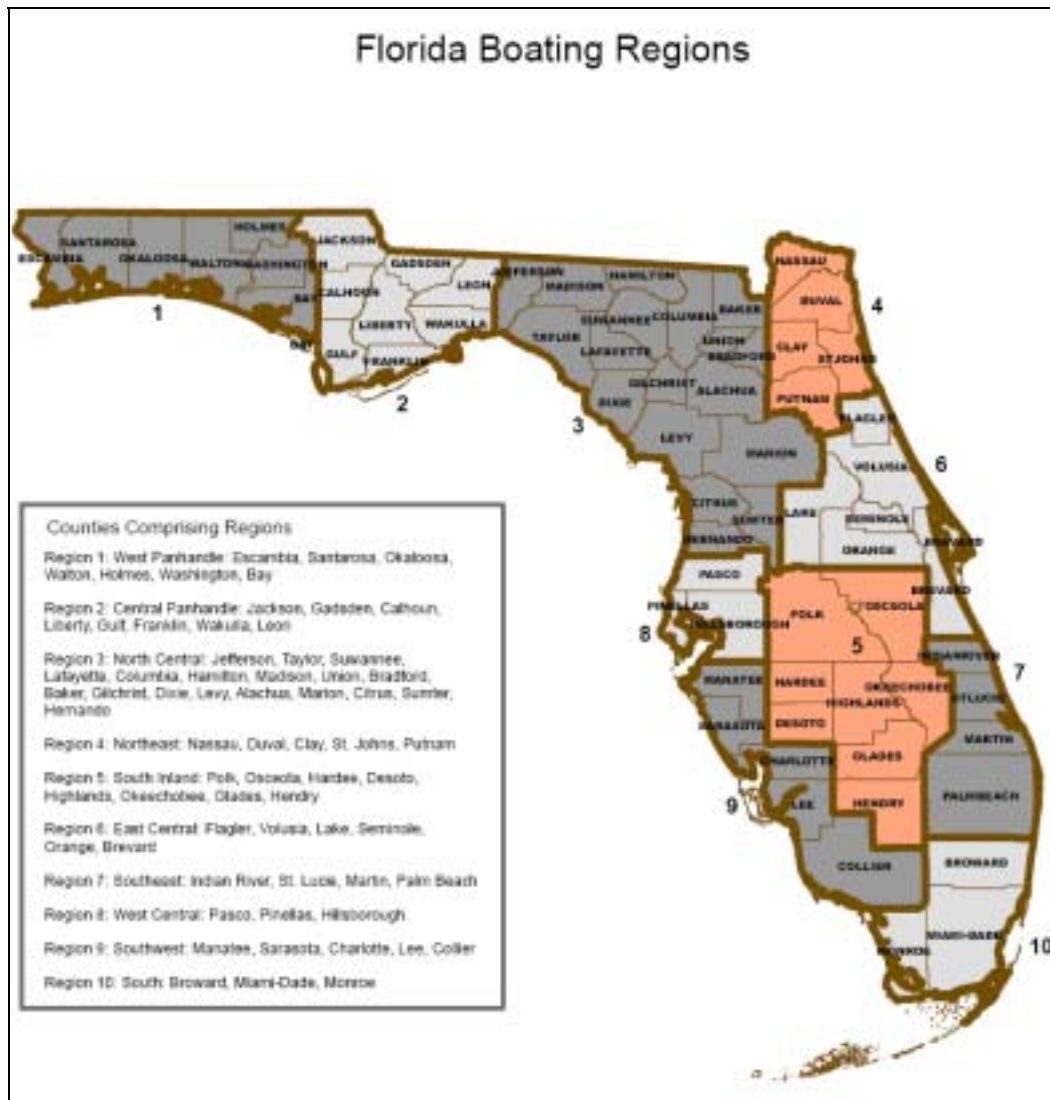 Florida Boating Regions
HOLMES
JACKSON
SANTAROSA
ESCAMBIA
OKALOOSA
WALTON
WASHINGTON
GADSDEN
LEON
CALHOUN
BAY
LIBERTY
WAKULLA
BAY
GULF
FRANKLIN
JEFFERSON
MADISON
HAMILTON
TAYLOR
SUWANNEE
COLUMBIA
BAKER
LAFAYETTE
UNION
BRADFORD
GILCHRIST
ALACHUA
DIXIE
LEVY
MARION
CITRUS
SUMTER
HERNANDO
NASSAU
DUVAL
CLAY
STJOHNS
PUTNAM
FLAGLER
VOLUSIA
LAKE
SEMINOLE
ORANGE
BREVARD
BREVARD
PASCO
PINELLAS
HILLSBOROUGH
POLK
OSCEOLA
INDIANRIVER
MANATEE
HARDEE
OKEECHOBEE
HIGHLANDS
STLUCIE
SARASOTA
DESOTO
MARTIN
CHARLOTTE
GLADES
LEE
HENDRY
PALMBEACH
COLLIER
BROWARD
MIAMI-DADE
MONROE
1
2
3
4
5
6
7
8
9
10
Counties Comprising Regions
Region 1: West Panhandle: Escambia, Santarosa, Okaloosa,
Walton, Holmes, Washington, Bay
Region 2: Central Panhandle: Jackson, Gadsden, Calhoun,
Liberty, Gulf, Franklin, Wakulla, Leon
Region 3: North Central: Jefferson, Taylor, Suwannee,
Lafayette, Columbia, Hamilton, Madison, Union, Bradford,
Baker, Gilchrist, Dixie, Levy, Alachua, Marion, Citrus, Sumter,
Hernando
Region 4: Northeast: Nassau, Duval, Clay, St. Johns, Putnam
Region 5: South Inland: Polk, Osceola, Hardee, Desoto,
Highlands, Okeechobee, Glades, Hendry
Region 6: East Central: Flagler, Volusia, Lake, Seminole,
Orange, Brevard
Region 7: Southeast: Indian River, St. Lucie, Martin, Palm Beach
Region 8: West Central: Pasco, Pinellas, Hillsborough
Region 9: Southwest: Manatee, Sarasota, Charlotte, Lee, Collier
Region 10: South: Broward, Miami-Dade, Monroe